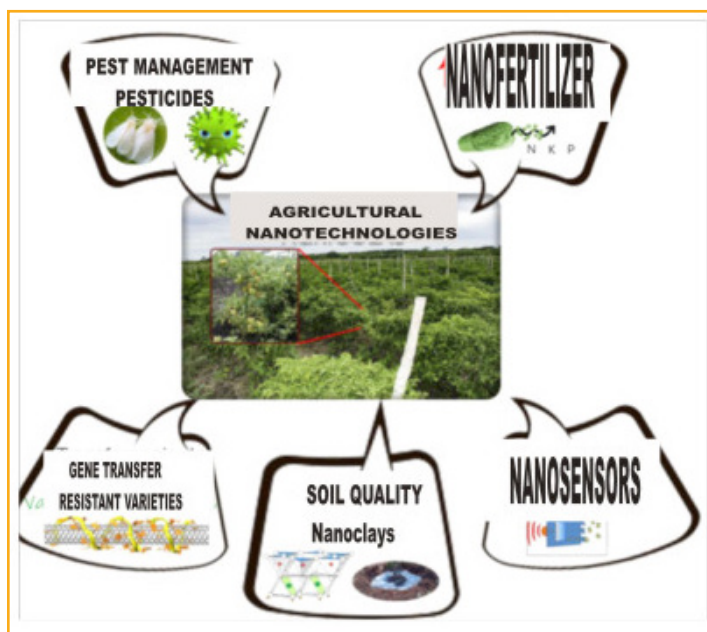 PEST MANAGEMENT
PESTICIDES
NANOFERTILIZER
N K P
AGRICULTURAL
NANOTECHNOLOGIES
GENE TRANSFER
RESISTANT VARIETIES
SOIL QUALITY
Nanoclays
NANOSENSORS